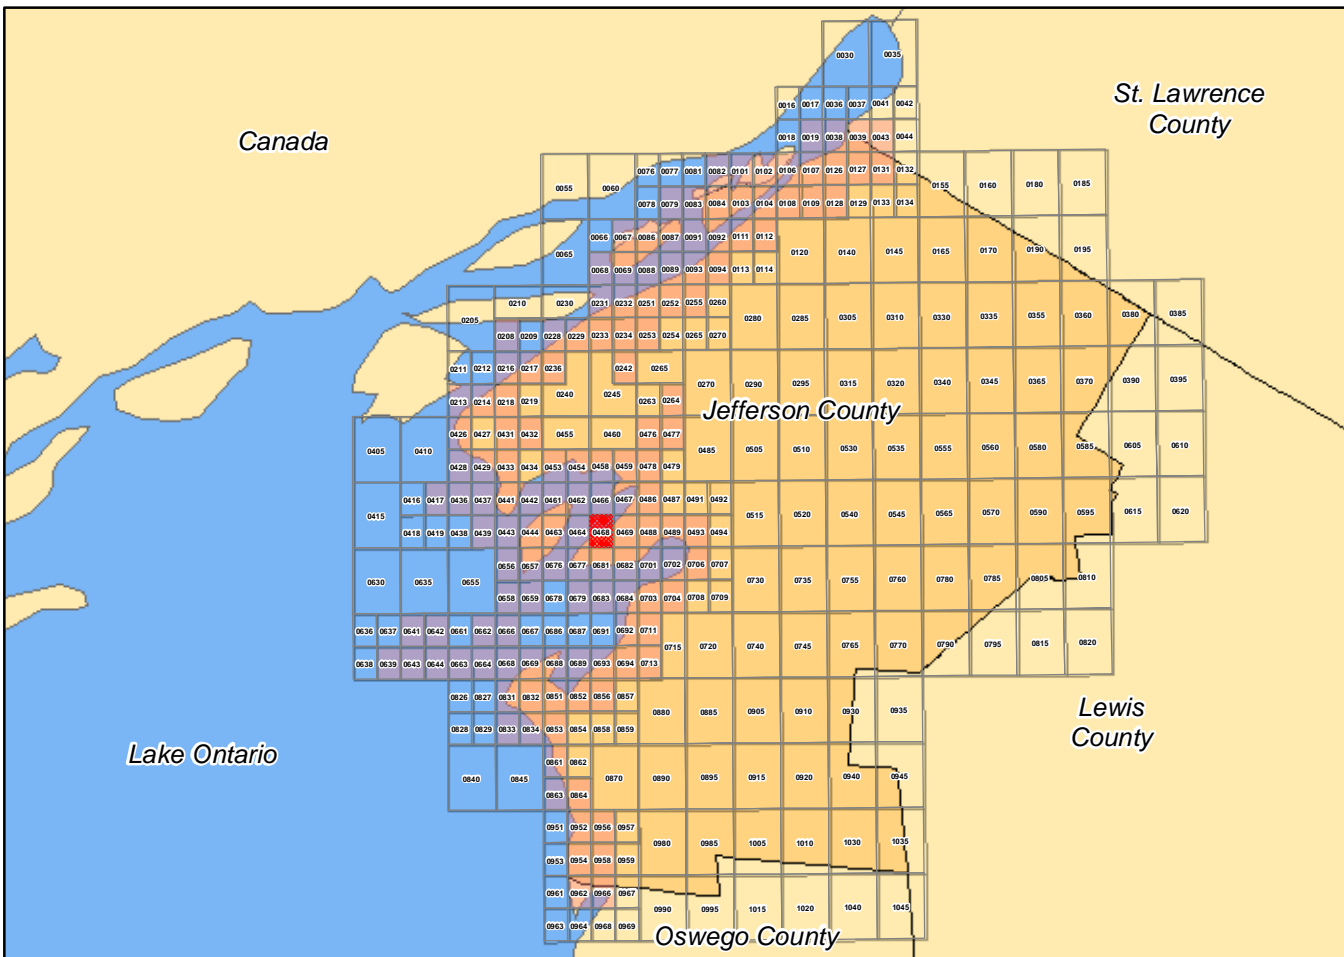 0030 0035
St. Lawrence
County
0016 0017 0036 0037 0041 0042
Canada
0018 0019 0038 0039 0043 0044
0076 0077 0081 0082 0101 0102 0106 0107 0126 0127 0131 0132
0055 0060 0155 0160 0180 0185
0078 0079 0083 0084 0103 0104 0108 0109 0128 0129 0133 0134
0066 0067 0086 0087 0091 0092 0111 0112
0065 0120 0140 0145 0165 0170 0190 0195
0068 0069 0088 0089 0093 0094 0113 0114
0210 0230 0231 0232 0251 0252 0255 0260
0205 0280 0285 0305 0310 0330 0335 0355 0360 0380 0385
0208 0209 0228 0229 0233 0234 0253 0254 0265 0270
0211 0212 0216 0217 0236 0242 0265
0270 0290 0295 0315 0320 0340 0345 0365 0370 0390 0395
0240 0245
0213 0214 0218 0219 0263 0264
Jefferson County
0426 0427 0431 0432 0455 0460 0476 0477
0405 0410 0485 0505 0510 0530 0535 0555 0560 0580 0585 0605 0610
0428 0429 0433 0434 0453 0454 0458 0459 0478 0479
0416 0417 0436 0437 0441 0442 0461 0462 0466 0467 0486 0487 0491 0492
0415 0515 0520 0540 0545 0565 0570 0590 0595 0615 0620
0418 0419 0438 0439 0443 0444 0463 0464 0468 0469 0488 0489 0493 0494
0656 0657 0676 0677 0681 0682 0701 0702 0706 0707
0630 0635 0655 0730 0735 0755 0760 0780 0785 0805 0810
0658 0659 0678 0679 0683 0684 0703 0704 0708 0709
0636 0637 0641 0642 0661 0662 0666 0667 0686 0687 0691 0692 0711
0715 0720 0740 0745 0765 0770 0790 0795 0815 0820
0638 0639 0643 0644 0663 0664 0668 0669 0688 0689 0693 0694 0713
0826 0827 0831 0832 0851 0852 0856 0857
0880 0885 0905 0910 0930 0935
Lewis
County
0828 0829 0833 0834 0853 0854 0858 0859
Lake Ontario
0861 0862
0840 0845 0870 0890 0895 0915 0920 0940 0945
0863 0864
0951 0952 0956 0957
0980 0985 1005 1010 1030 1035
0953 0954 0958 0959
0961 0962 0966 0967
0990 0995 1015 1020 1040 1045
0963 0964 0968 0969
Oswego County